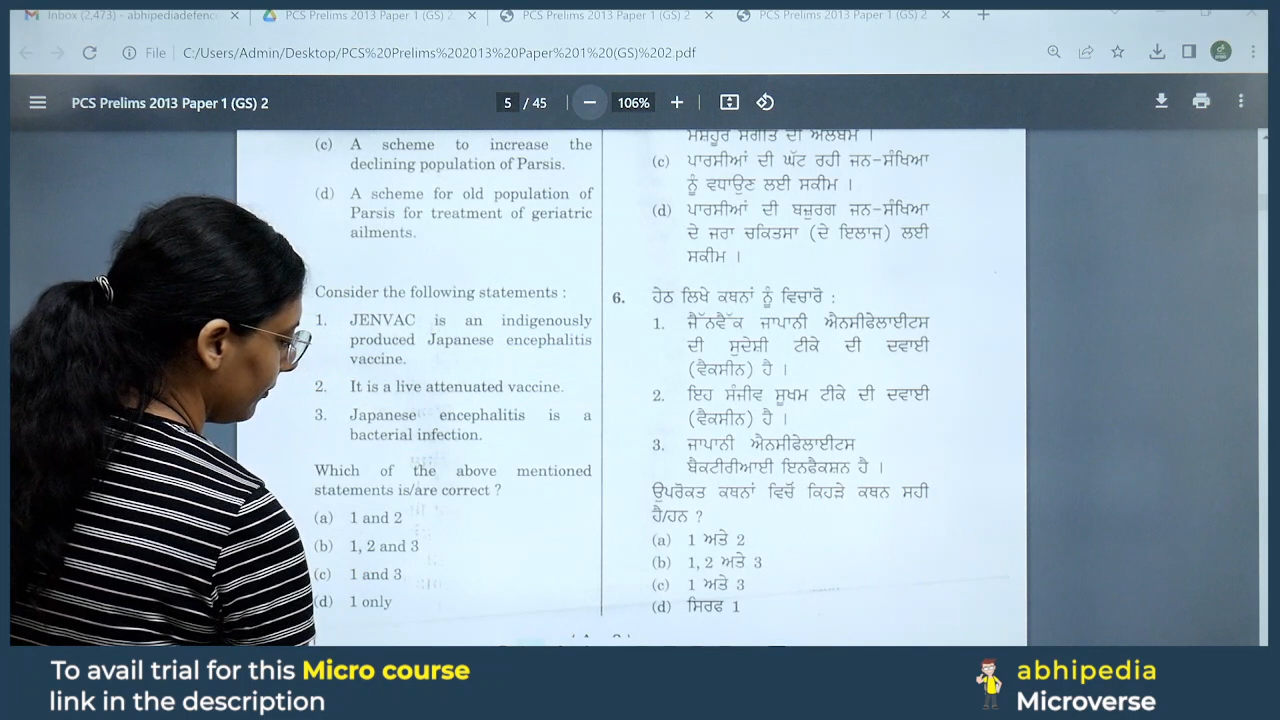 Inbox (2,473) - abhipediadefenc
PCS Prelims 2013 Paper 1 (GS) 2.
PCS Prelims 2013 Paper 1 (GS) 2
PCS Prelims 2013 Paper 1 (GS) 2
File C:/Users/Admin/Desktop/PCS%20Prelims%202013%20Paper%201%20(GS)%202.pdf
PCS Prelims 2013 Paper 1 (GS) 2
5 / 45
106%
(c) A scheme to increase the
declining population of Parsis.
(d) A scheme for old population of
Parsis for treatment of geriatric
ailments.
Consider the following statements :
1. JENVAC is an indigenously
produced Japanese encephalitis
vaccine.
2. It is a live attenuated vaccine.
3. Japanese encephalitis is a
bacterial infection.
Which of the above mentioned
statements is/are correct ?
(a) 1 and 2
(b) 1, 2 and 3
(c) 1 and 3
(d) 1 only
ਮਸ਼ਹੂਰ ਸੰਗੀਤ ਦੀ ਐਲਬਮ ।
(c) ਪਾਰਸੀਆਂ ਦੀ ਘੱਟ ਰਹੀ ਜਨ-ਸੰਖਿਆ
ਨੂੰ ਵਧਾਉਣ ਲਈ ਸਕੀਮ ।
(d) ਪਾਰਸੀਆਂ ਦੀ ਬਜ਼ੁਰਗ ਜਨ-ਸੰਖਿਆ
ਦੇ ਜਰਾ ਚਕਿਤਸਾ (ਦੇ ਇਲਾਜ) ਲਈ
ਸਕੀਮ ।
6. ਹੇਠ ਲਿਖੇ ਕਥਨਾਂ ਨੂੰ ਵਿਚਾਰੋ :
1. ਜੈੱਨਵੈੱਕ ਜਾਪਾਨੀ ਐਨਸੀਫੇਲਾਈਟਸ
ਦੀ ਸੁਦੇਸ਼ੀ ਟੀਕੇ ਦੀ ਦਵਾਈ
(ਵੈਕਸੀਨ) ਹੈ ।
2. ਇਹ ਸੰਜੀਵ ਸੂਖਮ ਟੀਕੇ ਦੀ ਦਵਾਈ
(ਵੈਕਸੀਨ) ਹੈ ।
3. ਜਾਪਾਨੀ ਐਨਸੀਫੇਲਾਈਟਸ
ਬੈਕਟੀਰੀਆਈ ਇਨਫੈਕਸ਼ਨ ਹੈ ।
ਉਪਰੋਕਤ ਕਥਨਾਂ ਵਿਚੋਂ ਕਿਹੜੇ ਕਥਨ ਸਹੀ
ਹੈ/ਹਨ ?
(a) 1 ਅਤੇ 2
(b) 1, 2 ਅਤੇ 3
(c) 1 ਅਤੇ 3
(d) ਸਿਰਫ 1
To avail trial for this Micro course
link in the description
abhipedia
Microverse